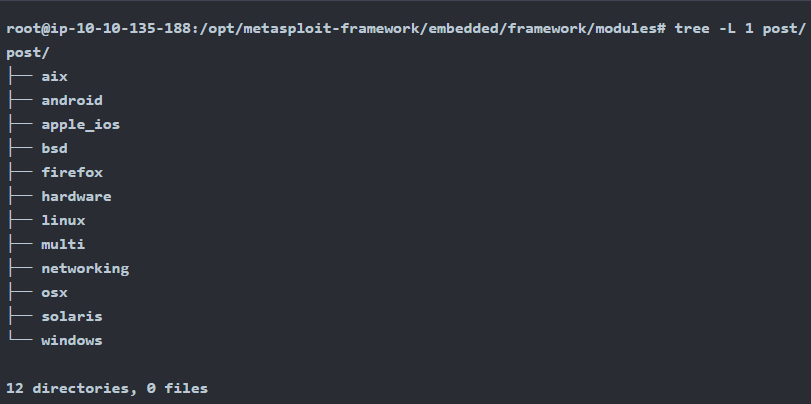 root@ip-10-10-135-188:/opt/metasploit-framework/embedded/framework/modules# tree -L 1 post/
post/
├── aix
├── android
├── apple_ios
├── bsd
├── firefox
├── hardware
├── linux
├── multi
├── networking
├── osx
├── solaris
└── windows

12 directories, 0 files